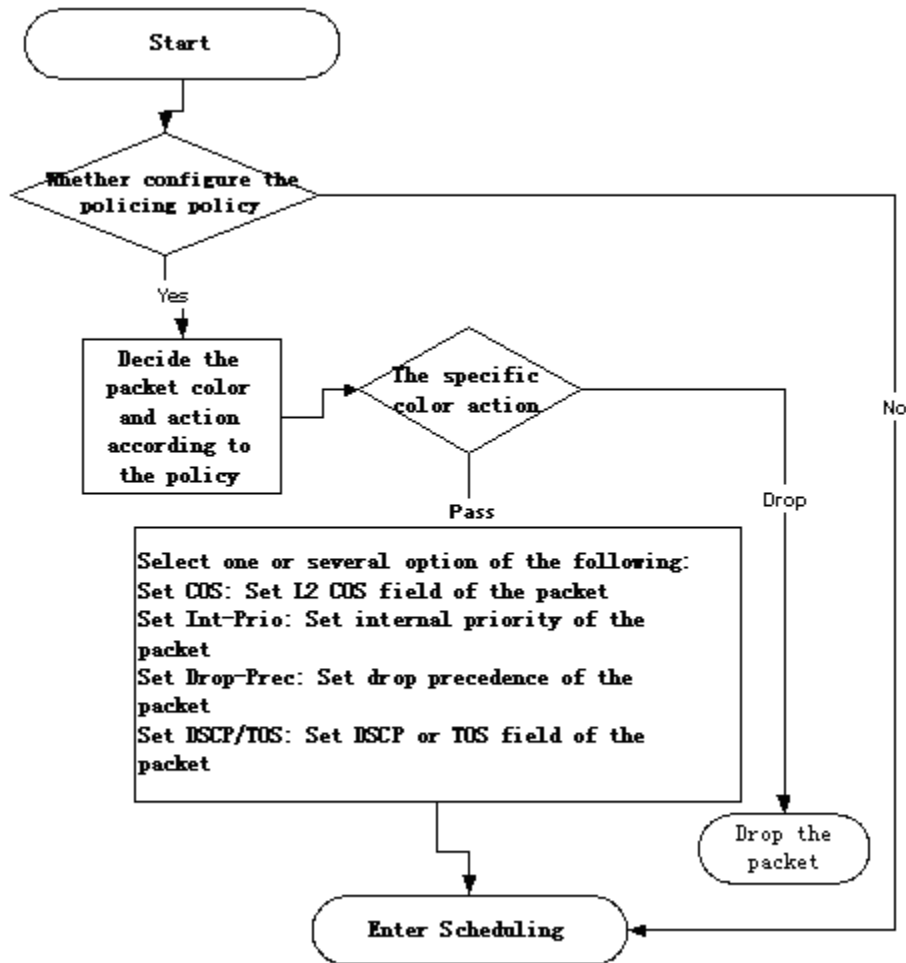 Start
Whether configure the
policing policy
Yes
Decide the
packet color
and action
according to
the policy
The specific
color action
No
Drop
Pass
Select one or several option of the following:
Set COS: Set L2 COS field of the packet
Set Int-Prio: Set internal priority of the
packet
Set Drop-Prec: Set drop precedence of the
packet
Set DSCP/TOS: Set DSCP or TOS field of the
packet
Drop the
packet
Enter Scheduling